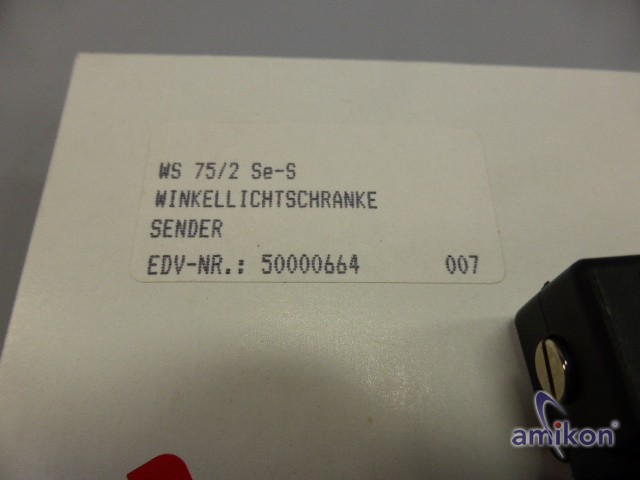 WS 75/2 Se-S
WINKELLICHTSCHRANKE
SENDER
EDV-NR.: 50000664 007
amikon